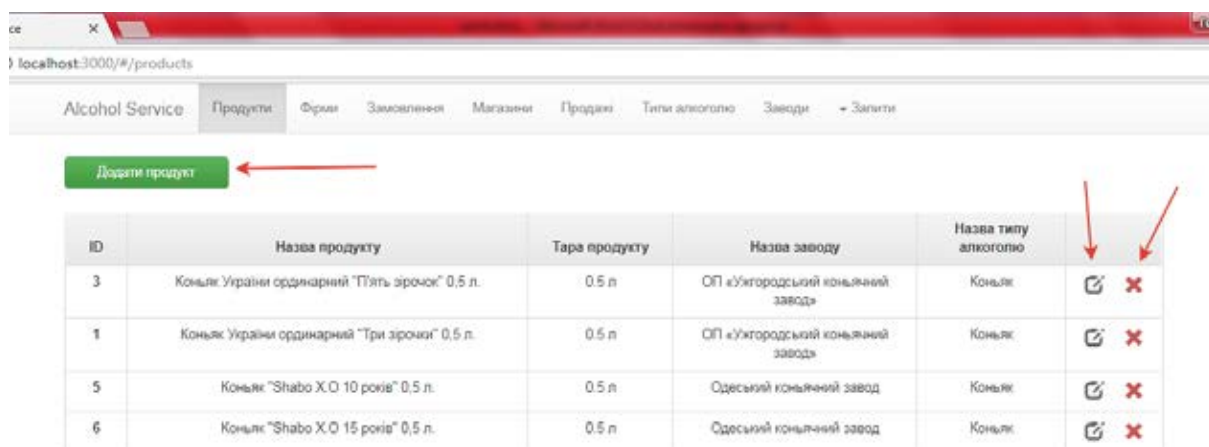 localhost:3000/#/products
Alcohol Service Продукти Фірми Замовлення Магазини Продажі Типи алкоголю Заводи Запити
Додати продукт
ID Назва продукту Тара продукту Назва заводу Назва типу
алкоголю
3 Коньяк України ординарний "П'ять зірочок" 0,5 л. 0.5 л ОП «Ужгородський коньячний
завод» Коньяк
1 Коньяк України ординарний "Три зірочки" 0,5 л. 0.5 л ОП «Ужгородський коньячний
завод» Коньяк
5 Коньяк "Shabo X.O 10 років" 0,5 л. 0.5 л Одеський коньячний завод Коньяк
6 Коньяк "Shabo X.O 15 років" 0,5 л. 0.5 л Одеський коньячний завод Коньяк